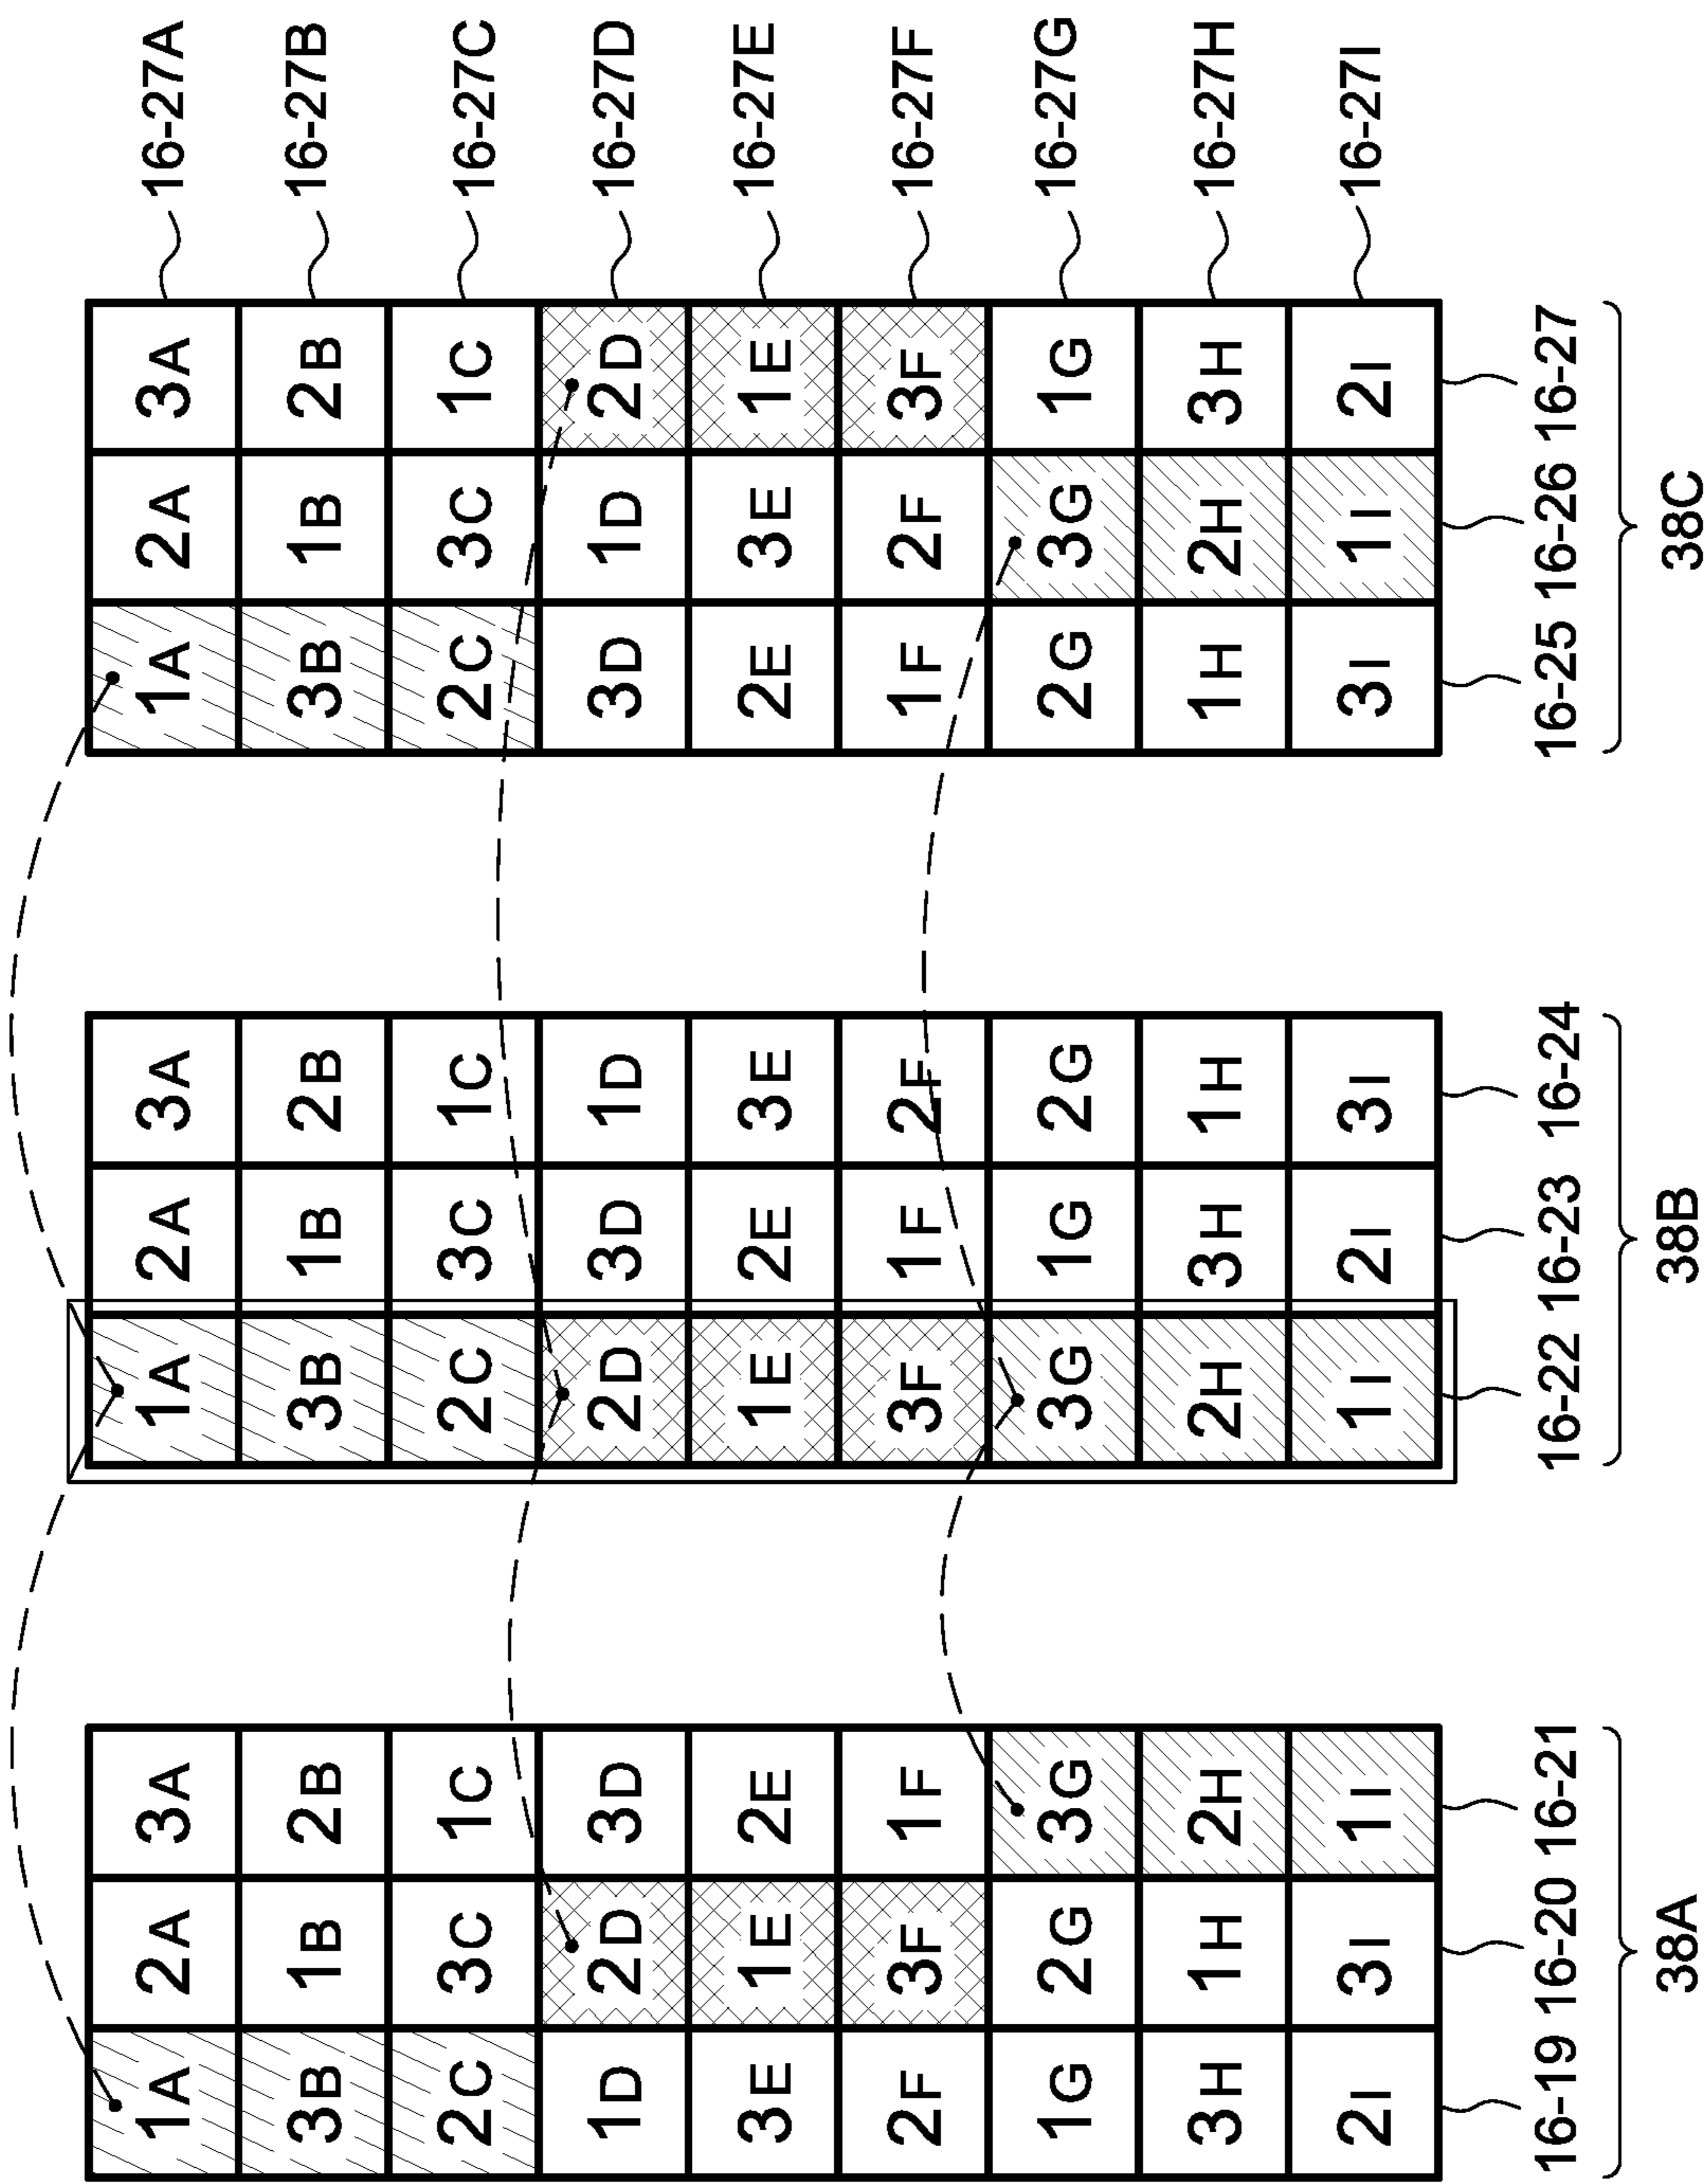 1A 2A 3A 1A 2A 3A 1A 2A 3A 16-27A
3B 1B 2B 3B 1B 2B 3B 1B 2B 16-27B
2C 3C 1C 2C 3C 1C 2C 3C 1C 16-27C
1D 2D 3D 2D 3D 1D 3D 1D 2D 16-27D
3E 1E 2E 1E 2E 3E 2E 3E 1E 16-27E
2F 3F 1F 3F 1F 2F 1F 2F 3F 16-27F
1G 2G 3G 3G 1G 2G 2G 3G 1G 16-27G
3H 1H 2H 2H 3H 1H 1H 2H 3H 16-27H
2I 3I 1I 1I 2I 3I 3I 1I 2I 16-27I
16-19 16-20 16-21 16-22 16-23 16-24 16-25 16-26 16-27
38A 38B 38C